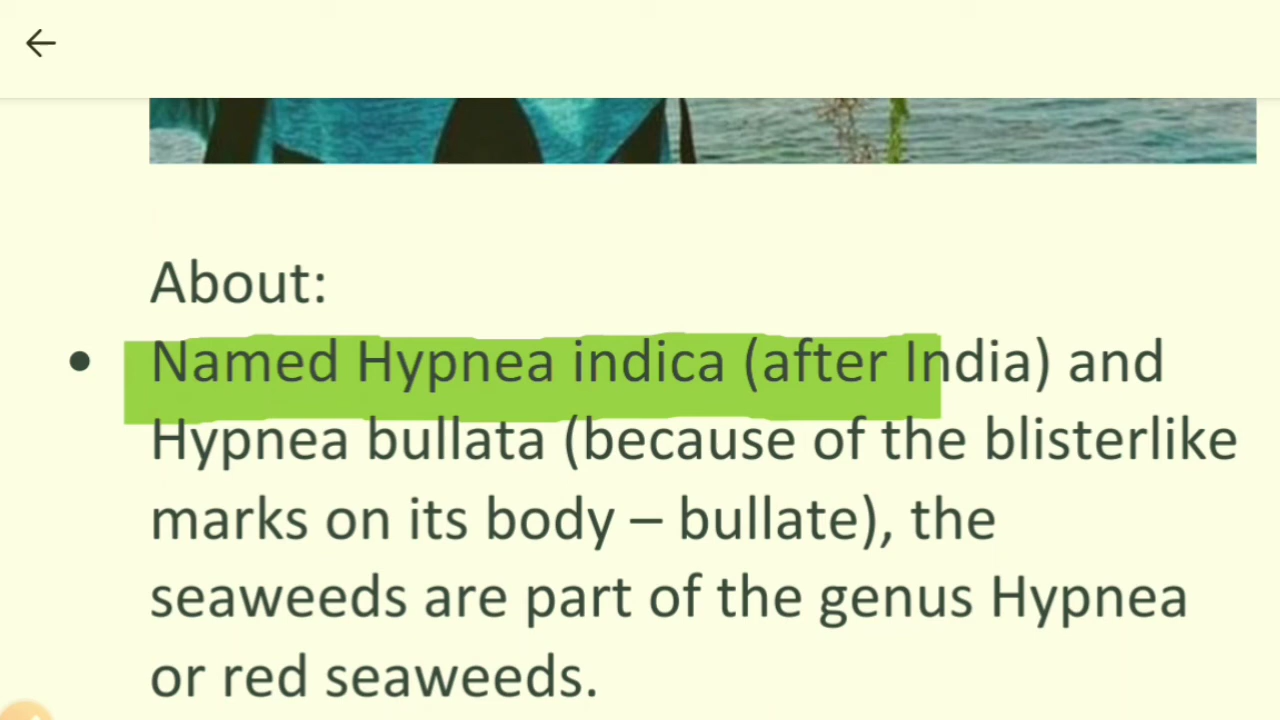 About:
• Named Hypnea indica (after India) and
Hypnea bullata (because of the blisterlike
marks on its body – bullate), the
seaweeds are part of the genus Hypnea
or red seaweeds.